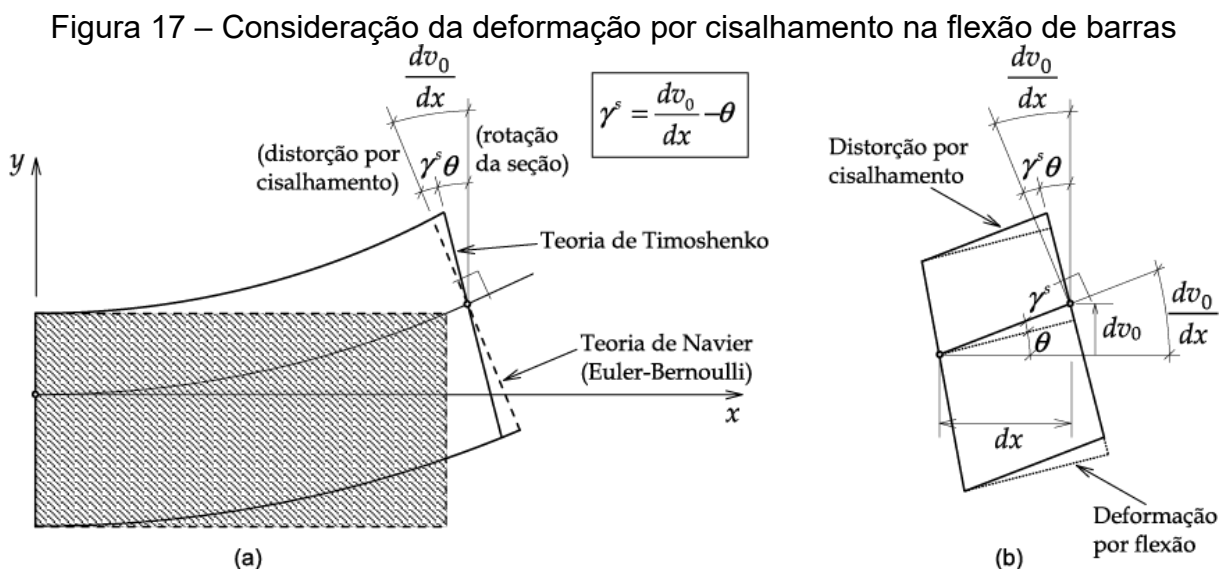 Figura 17 – Consideração da deformação por cisalhamento na flexão de barras
dv₀
dx
γˢ = dv₀/dx − θ
(distorção por
cisalhamento)
γˢ θ
(rotação
da seção)
y
Teoria de Timoshenko
Teoria de Navier
(Euler-Bernoulli)
x
(a)
dv₀
dx
Distorção por
cisalhamento
γˢ θ
γˢ
θ
dv₀
dv₀
dx
dx
Deformação
por flexão
(b)